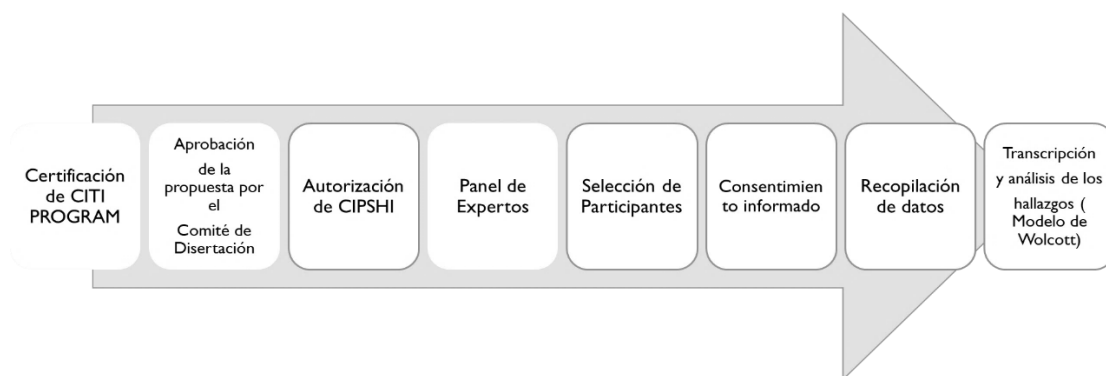 Certificación
de CITI
PROGRAM
Aprobación
de la
propuesta por
el
Comité de
Disertación
Autorización
de CIPSHI
Panel de
Expertos
Selección de
Participantes
Consentimien
to informado
Recopilación
de datos
Transcripción
y análisis de los
hallazgos (
Modelo de
Wolcott)